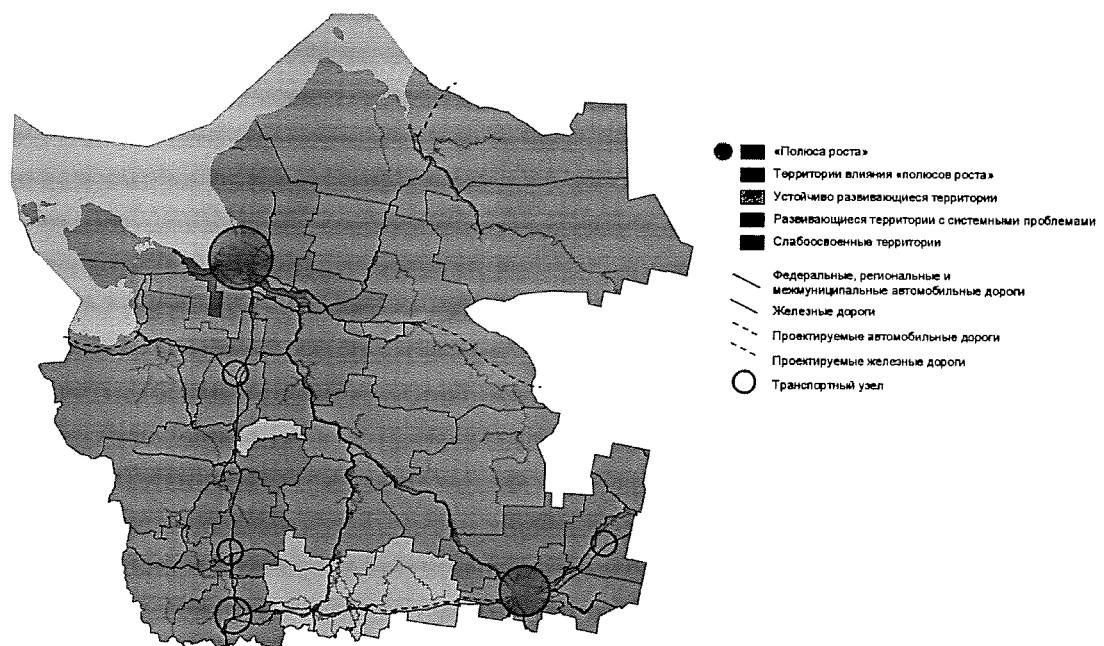 «Полюса роста»
Территории влияния «полюсов роста»
Устойчиво развивающиеся территории
Развивающиеся территории с системными проблемами
Слабоосвоенные территории
Федеральные, региональные и
межмуниципальные автомобильные дороги
Железные дороги
Проектируемые автомобильные дороги
Проектируемые железные дороги
Транспортный узел